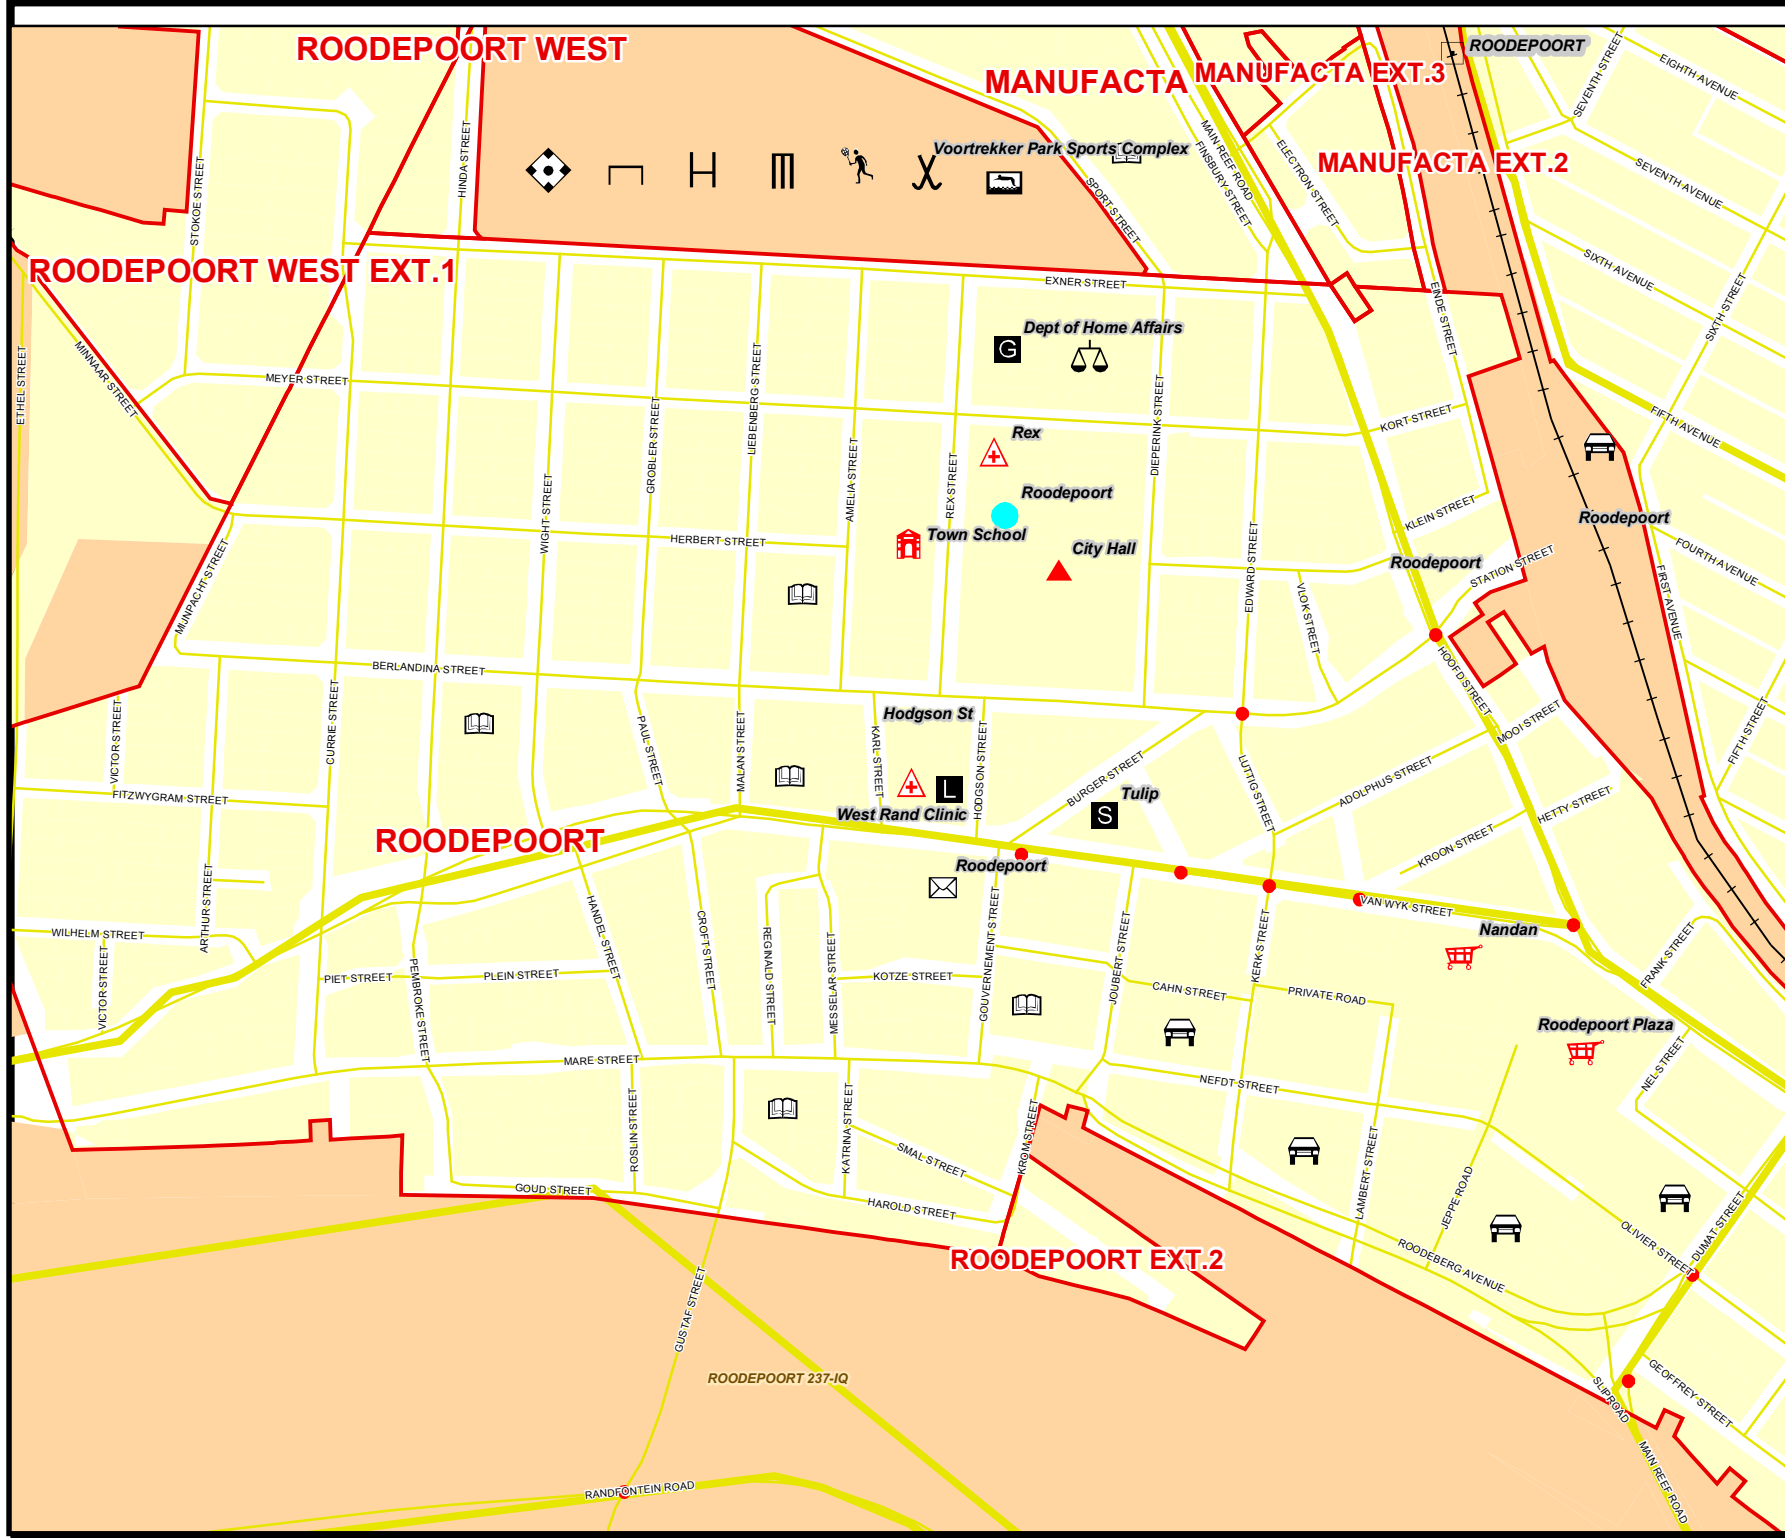 ROODEPOORT WEST
ROODEPOORT
MANUFACTA
MANUFACTA EXT.3
SEVENTH STREET
EIGHTH AVENUE
HINDA STREET
STOKOE STREET
Voortrekker Park Sports Complex
MAIN REEF ROAD
FINSBURY STREET
ELECTRON STREET
MANUFACTA EXT.2
SEVENTH AVENUE
SPORT STREET
ROODEPOORT WEST EXT.1
EXNER STREET
EINDE STREET
SIXTH AVENUE
SIXTH STREET
Dept of Home Affairs
G
ETHEL STREET
MINNAAR STREET
MEYER STREET
LIEBENBERG STREET
GROBLER STREET
DIEPERINK STREET
KORT STREET
FIFTH AVENUE
Rex
AMELIA STREET
REX STREET
WIGHT STREET
Roodepoort
KLEIN STREET
Roodepoort
HERBERT STREET
Town School
City Hall
EDWARD STREET
Roodepoort
STATION STREET
FOURTH AVENUE
FIRST AVENUE
MIJNPACHT STREET
VLOK STREET
BERLANDINA STREET
HOOFD STREET
CURRIE STREET
VICTOR STREET
PAUL STREET
MALAN STREET
Hodgson St
KARL STREET
HODGSON STREET
MOOI STREET
FIFTH STREET
BURGER STREET
LUTTIG STREET
ADOLPHUS STREET
HETTY STREET
FITZWYGRAM STREET
L
Tulip
S
West Rand Clinic
ROODEPOORT
KROON STREET
Roodepoort
ARTHUR STREET
VAN WYK STREET
Nandan
WILHELM STREET
HANDEL STREET
CROFT STREET
REGINALD STREET
MESSELAR STREET
GOUVERNEMENT STREET
JOUBERT STREET
KERK STREET
FRANK STREET
VICTOR STREET
PIET STREET
PLEIN STREET
KOTZE STREET
CAHN STREET
PRIVATE ROAD
PEMBROKE STREET
Roodepoort Plaza
MARE STREET
NEFDT STREET
NEL STREET
ROSLIN STREET
KATRINA STREET
SMAL STREET
KROM STREET
LAMBERT STREET
JEPPE ROAD
GOUD STREET
HAROLD STREET
OLIVIER STREET
DUMAT STREET
ROODEPOORT EXT.2
ROODEBERG AVENUE
GUSTAF STREET
ROODEPOORT 237-IQ
SLIPROAD
GEOFFREY STREET
RANDFONTEIN ROAD
MAIN REEF ROAD